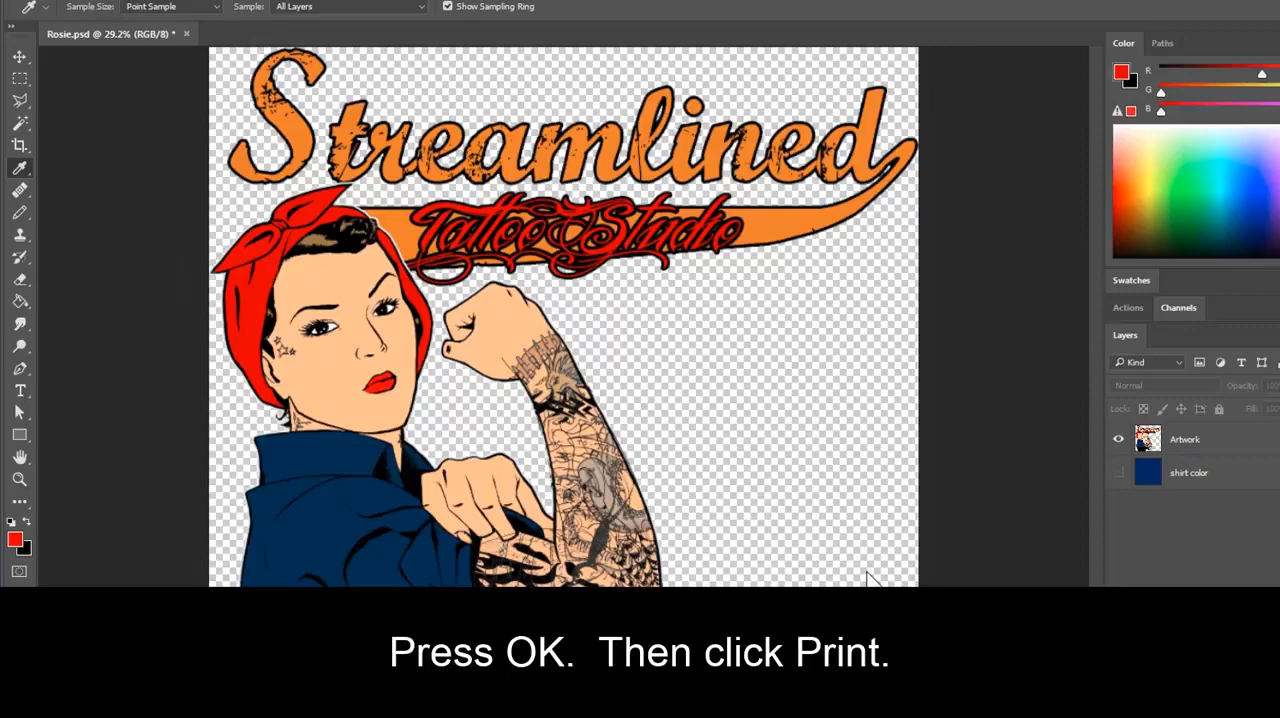 Sample Size: Point Sample Sample: All Layers Show Sampling Ring
Rosie.psd @ 29.2% (RGB/8) *
Streamlined
Tattoo Studio
Color Paths
R
G
B
Swatches
Actions Channels
Layers
Kind
Normal Opacity:
Lock: Fill:
Artwork
shirt color
Press OK. Then click Print.